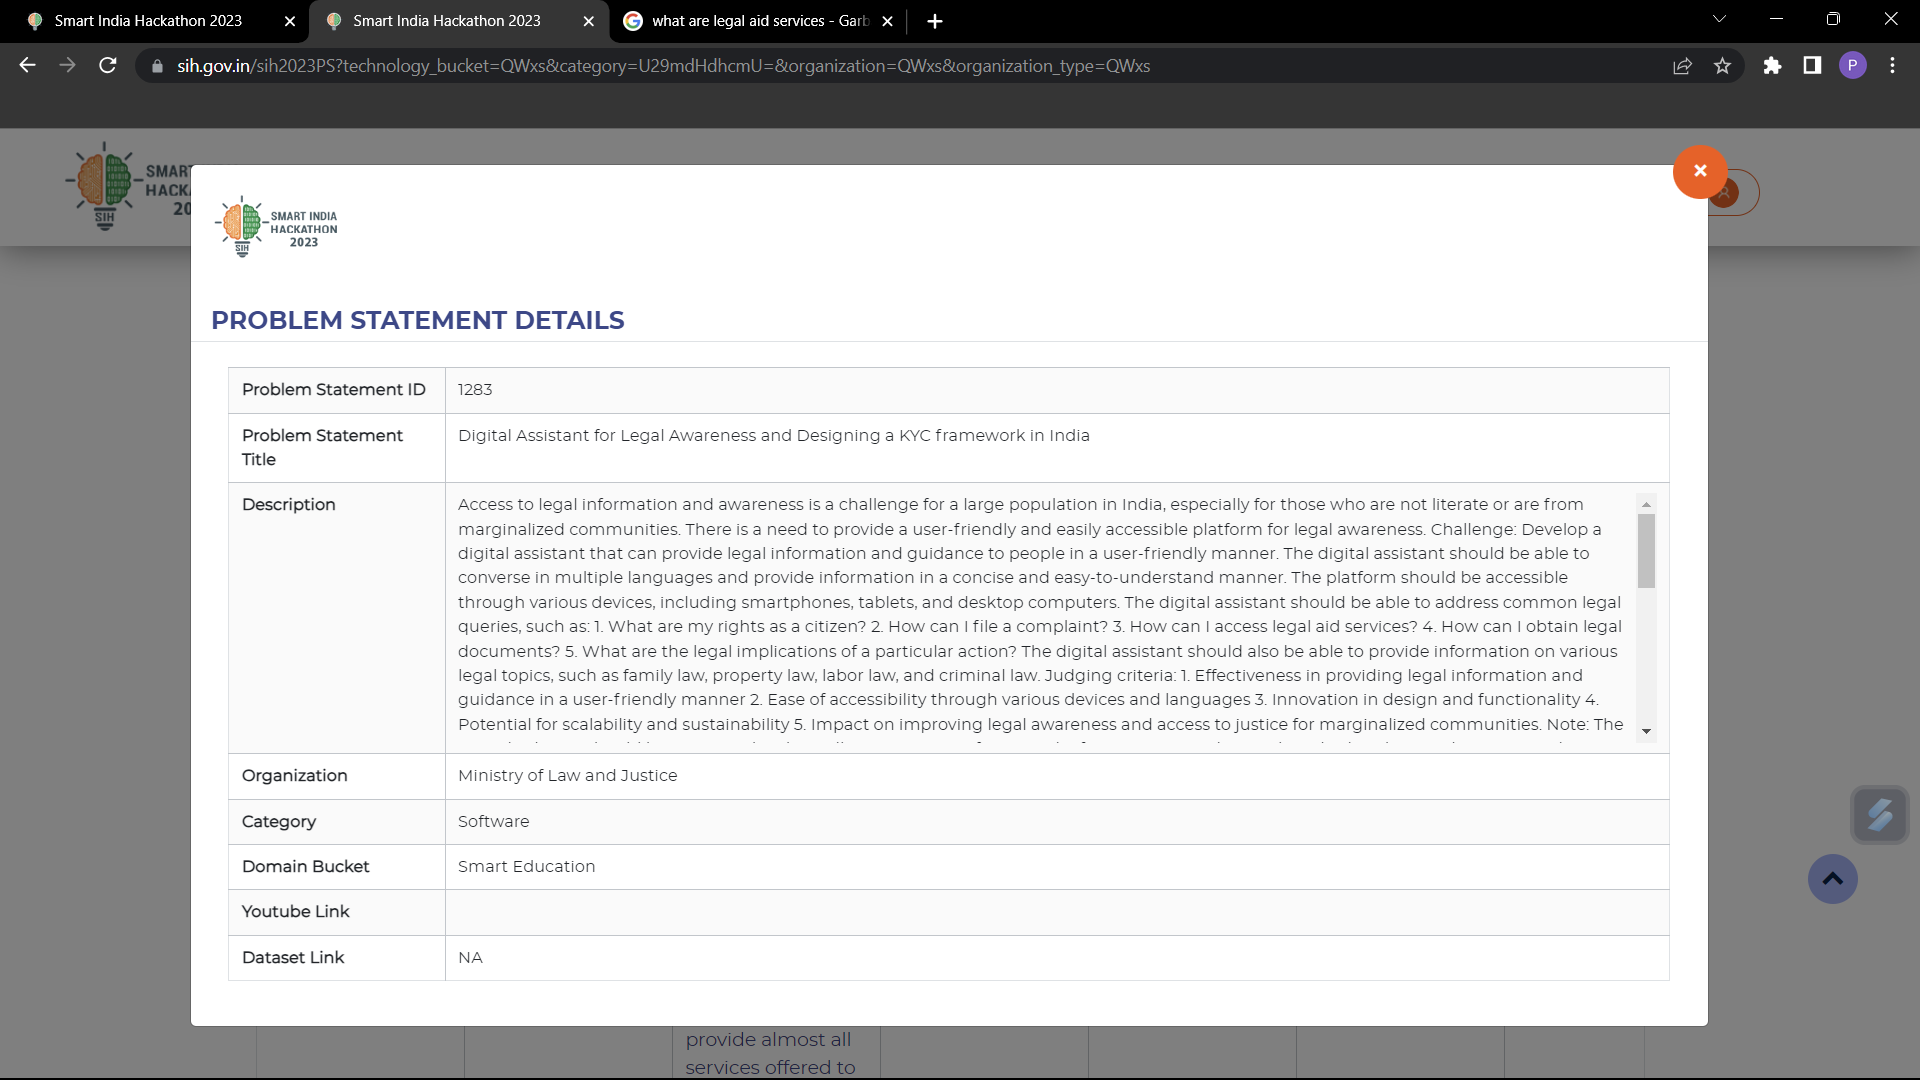 Smart India Hackathon 2023
Smart India Hackathon 2023
what are legal aid services - Garb
sih.gov.in/sih2023PS?technology_bucket=QWxs&category=U29mdHdhcmU=&organization=QWxs&organization_type=QWxs
P
SMART
HACK
20
SIH
SMART INDIA
HACKATHON
2023
SIH
PROBLEM STATEMENT DETAILS
Problem Statement ID
1283
Problem Statement
Title
Digital Assistant for Legal Awareness and Designing a KYC framework in India
Description
Access to legal information and awareness is a challenge for a large population in India, especially for those who are not literate or are from
marginalized communities. There is a need to provide a user-friendly and easily accessible platform for legal awareness. Challenge: Develop a
digital assistant that can provide legal information and guidance to people in a user-friendly manner. The digital assistant should be able to
converse in multiple languages and provide information in a concise and easy-to-understand manner. The platform should be accessible
through various devices, including smartphones, tablets, and desktop computers. The digital assistant should be able to address common legal
queries, such as: 1. What are my rights as a citizen? 2. How can I file a complaint? 3. How can I access legal aid services? 4. How can I obtain legal
documents? 5. What are the legal implications of a particular action? The digital assistant should also be able to provide information on various
legal topics, such as family law, property law, labor law, and criminal law. Judging criteria: 1. Effectiveness in providing legal information and
guidance in a user-friendly manner 2. Ease of accessibility through various devices and languages 3. Innovation in design and functionality 4.
Potential for scalability and sustainability 5. Impact on improving legal awareness and access to justice for marginalized communities. Note: The
Organization
Ministry of Law and Justice
Category
Software
Domain Bucket
Smart Education
Youtube Link
Dataset Link
NA
provide almost all
services offered to